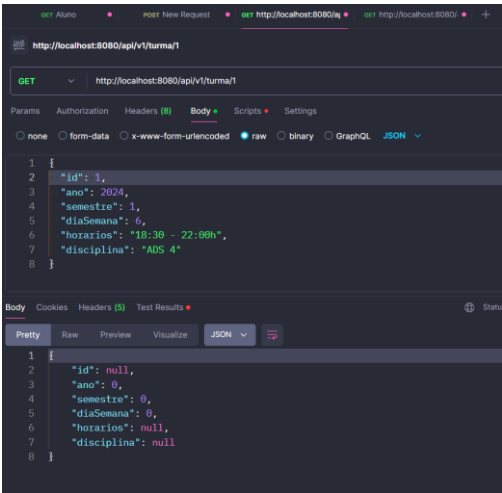 GET Aluno POST New Request GET http://localhost:8080/a GET http://localhost:8080/ +
http://localhost:8080/api/v1/turma/1
GET http://localhost:8080/api/v1/turma/1
Params Authorization Headers (8) Body Scripts Settings
none form-data x-www-form-urlencoded raw binary GraphQL JSON
1 {
2 "id": 1,
3 "ano": 2024,
4 "semestre": 1,
5 "diaSemana": 6,
6 "horarios": "18:30 - 22:00h",
7 "disciplina": "ADS 4"
8 }
Body Cookies Headers (5) Test Results Statu
Pretty Raw Preview Visualize JSON
1 {
2 "id": null,
3 "ano": 0,
4 "semestre": 0,
5 "diaSemana": 0,
6 "horarios": null,
7 "disciplina": null
8 }